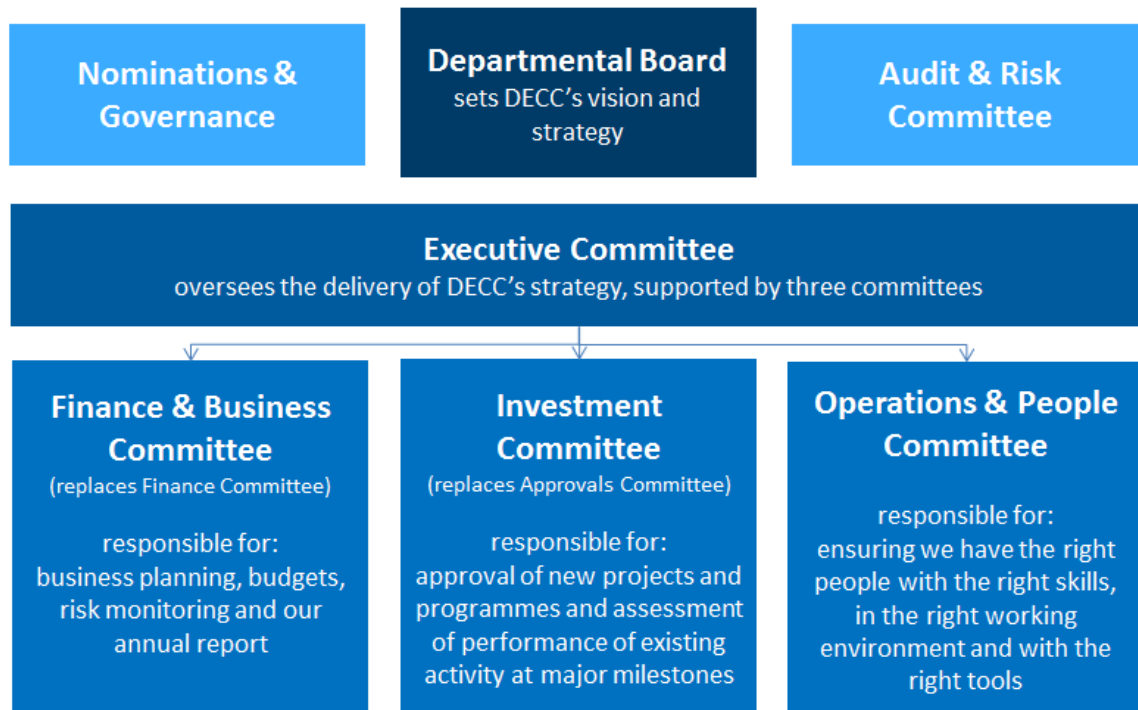 Nominations &
Governance
Departmental Board
sets DECC's vision and
strategy
Audit & Risk
Committee
Executive Committee
oversees the delivery of DECC's strategy, supported by three committees
Finance & Business
Committee
(replaces Finance Committee)
responsible for:
business planning, budgets,
risk monitoring and our
annual report
Investment
Committee
(replaces Approvals Committee)
responsible for:
approval of new projects and
programmes and assessment
of performance of existing
activity at major milestones
Operations & People
Committee
responsible for:
ensuring we have the right
people with the right skills,
in the right working
environment and with the
right tools